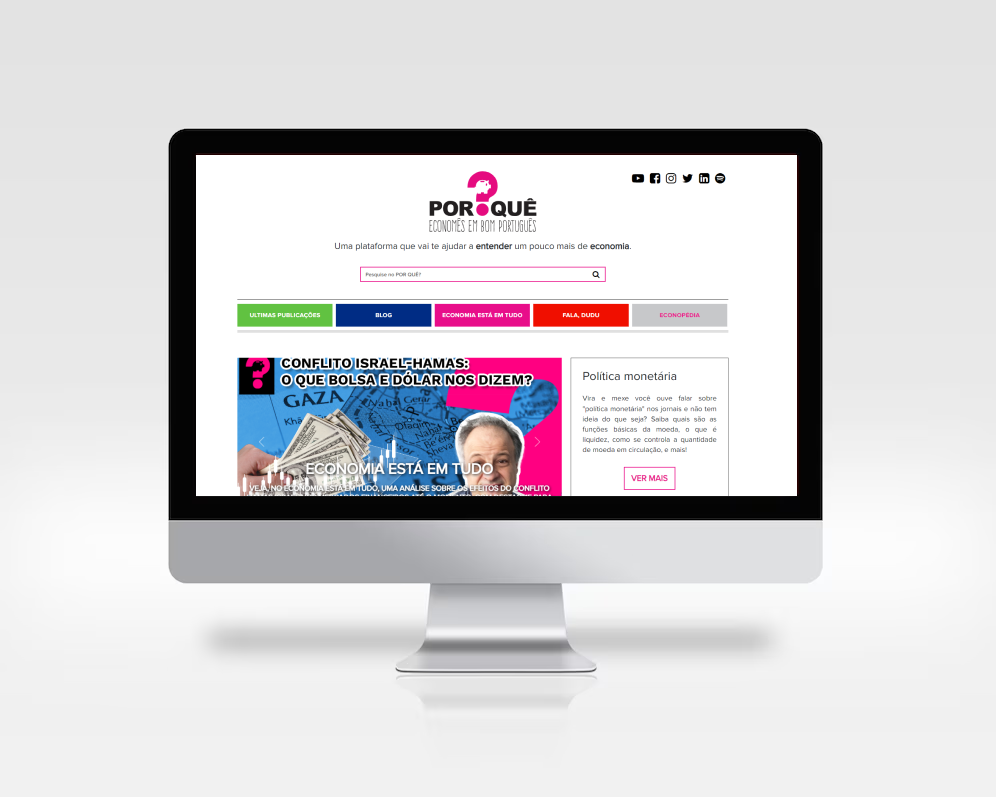 POR QUÊ
ECONOMÊS EM BOM PORTUGUÊS
Uma plataforma que vai te ajudar a entender um pouco mais de economia.
Pesquise no POR QUÊ?
ULTIMAS PUBLICAÇÕES
BLOG
ECONOMIA ESTÁ EM TUDO
FALA, DUDU
ECONOPÉDIA
CONFLITO ISRAEL-HAMAS:
O QUE BOLSA E DÓLAR NOS DIZEM?
GAZA
ECONOMIA ESTÁ EM TUDO
VEJA, NO ECONOMIA ESTÁ EM TUDO, UMA ANÁLISE SOBRE OS EFEITOS DO CONFLITO
Política monetária
Vira e mexe você ouve falar sobre
"política monetária" nos jornais e não tem
ideia do que seja? Saiba quais são as
funções básicas da moeda, o que é
liquidez, como se controla a quantidade
de moeda em circulação, e mais!
VER MAIS